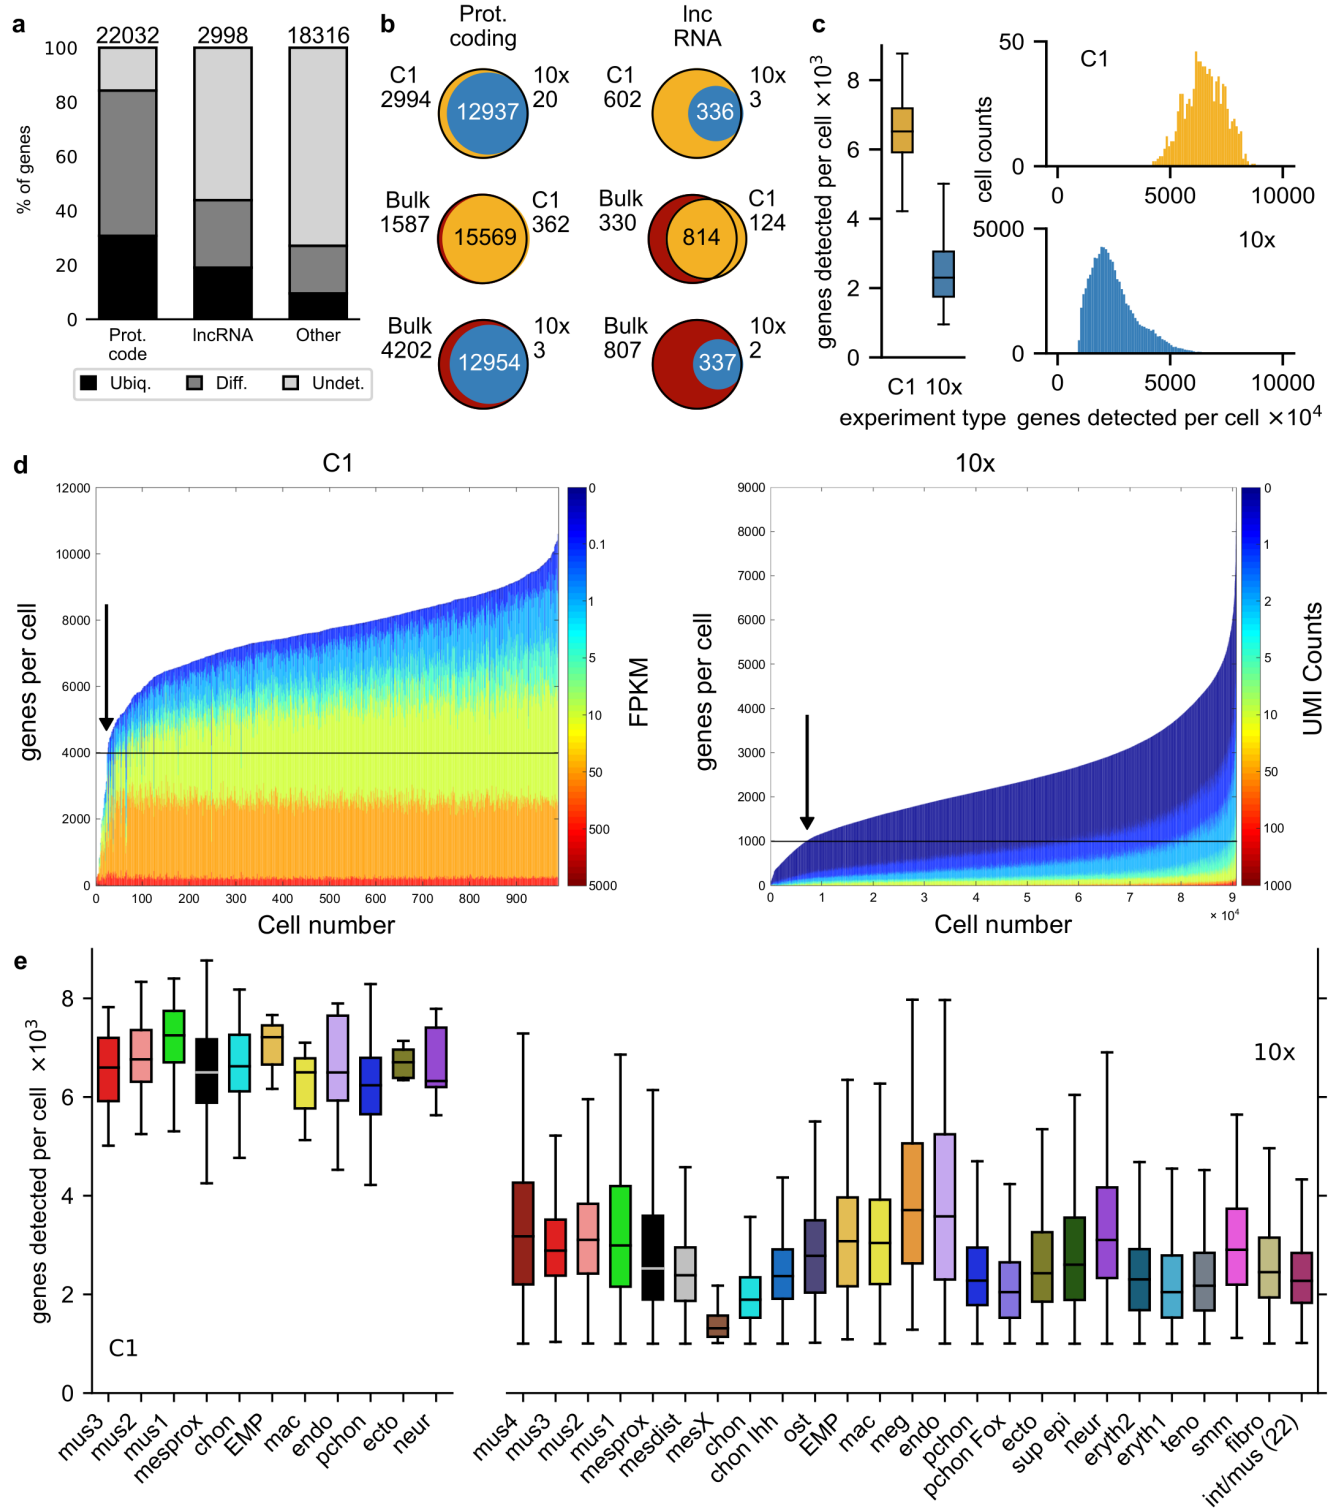 a
22032 2998 18316
100
80
60
40
20
0
% of genes
Prot.
code
lncRNA
Other
Ubiq. Diff. Undet.
b
Prot.
coding
lnc
RNA
C1
2994
12937
10x
20
C1
602
336
10x
3
Bulk
1587
15569
C1
362
Bulk
330
814
C1
124
Bulk
4202
12954
10x
3
Bulk
807
337
10x
2
c
genes detected per cell ×10³
8
6
4
2
0
C1 10x
experiment type
cell counts
50
0
C1
0 5000 10000
5000
0
10x
0 5000 10000
genes detected per cell ×10⁴
d
C1
genes per cell
12000
10000
8000
6000
4000
2000
0
0 100 200 300 400 500 600 700 800 900
Cell number
0
0.1
1
5
10
50
500
5000
FPKM
10x
genes per cell
9000
8000
7000
6000
5000
4000
3000
2000
1000
0
0 1 2 3 4 5 6 7 8 9
× 10⁴
Cell number
0
1
2
5
10
50
100
1000
UMI Counts
e
genes detected per cell ×10³
8
6
4
2
0
C1
mus3
mus2
mus1
mesprox
chon
EMP
mac
endo
pchon
ecto
neur
10x
mus4
mus3
mus2
mus1
mesprox
mesdist
mesX
chon
chon Ihh
ost
EMP
mac
meg
endo
pchon
pchon Fox
ecto
sup epi
neur
eryth2
eryth1
teno
smm
fibro
int/mus (22)